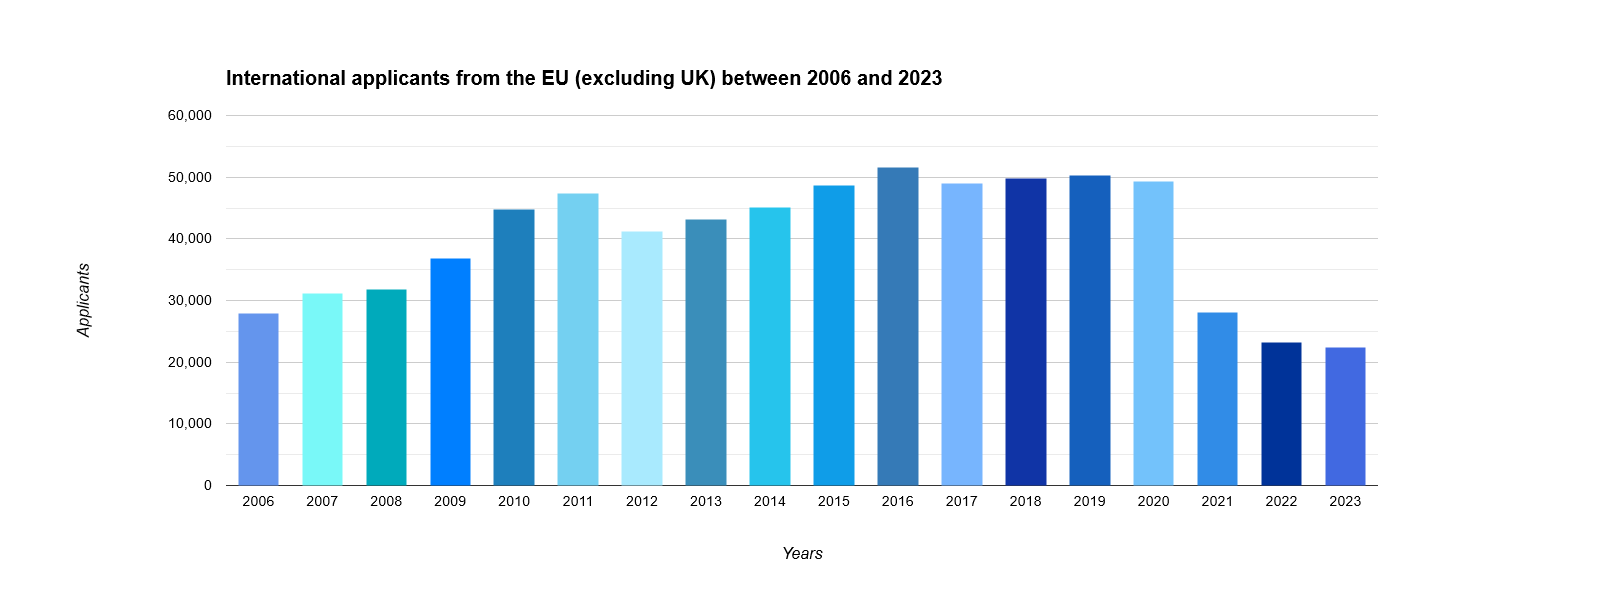 International applicants from the EU (excluding UK) between 2006 and 2023
60,000
50,000
40,000
30,000
20,000
10,000
0
Applicants
2006 2007 2008 2009 2010 2011 2012 2013 2014 2015 2016 2017 2018 2019 2020 2021 2022 2023
Years